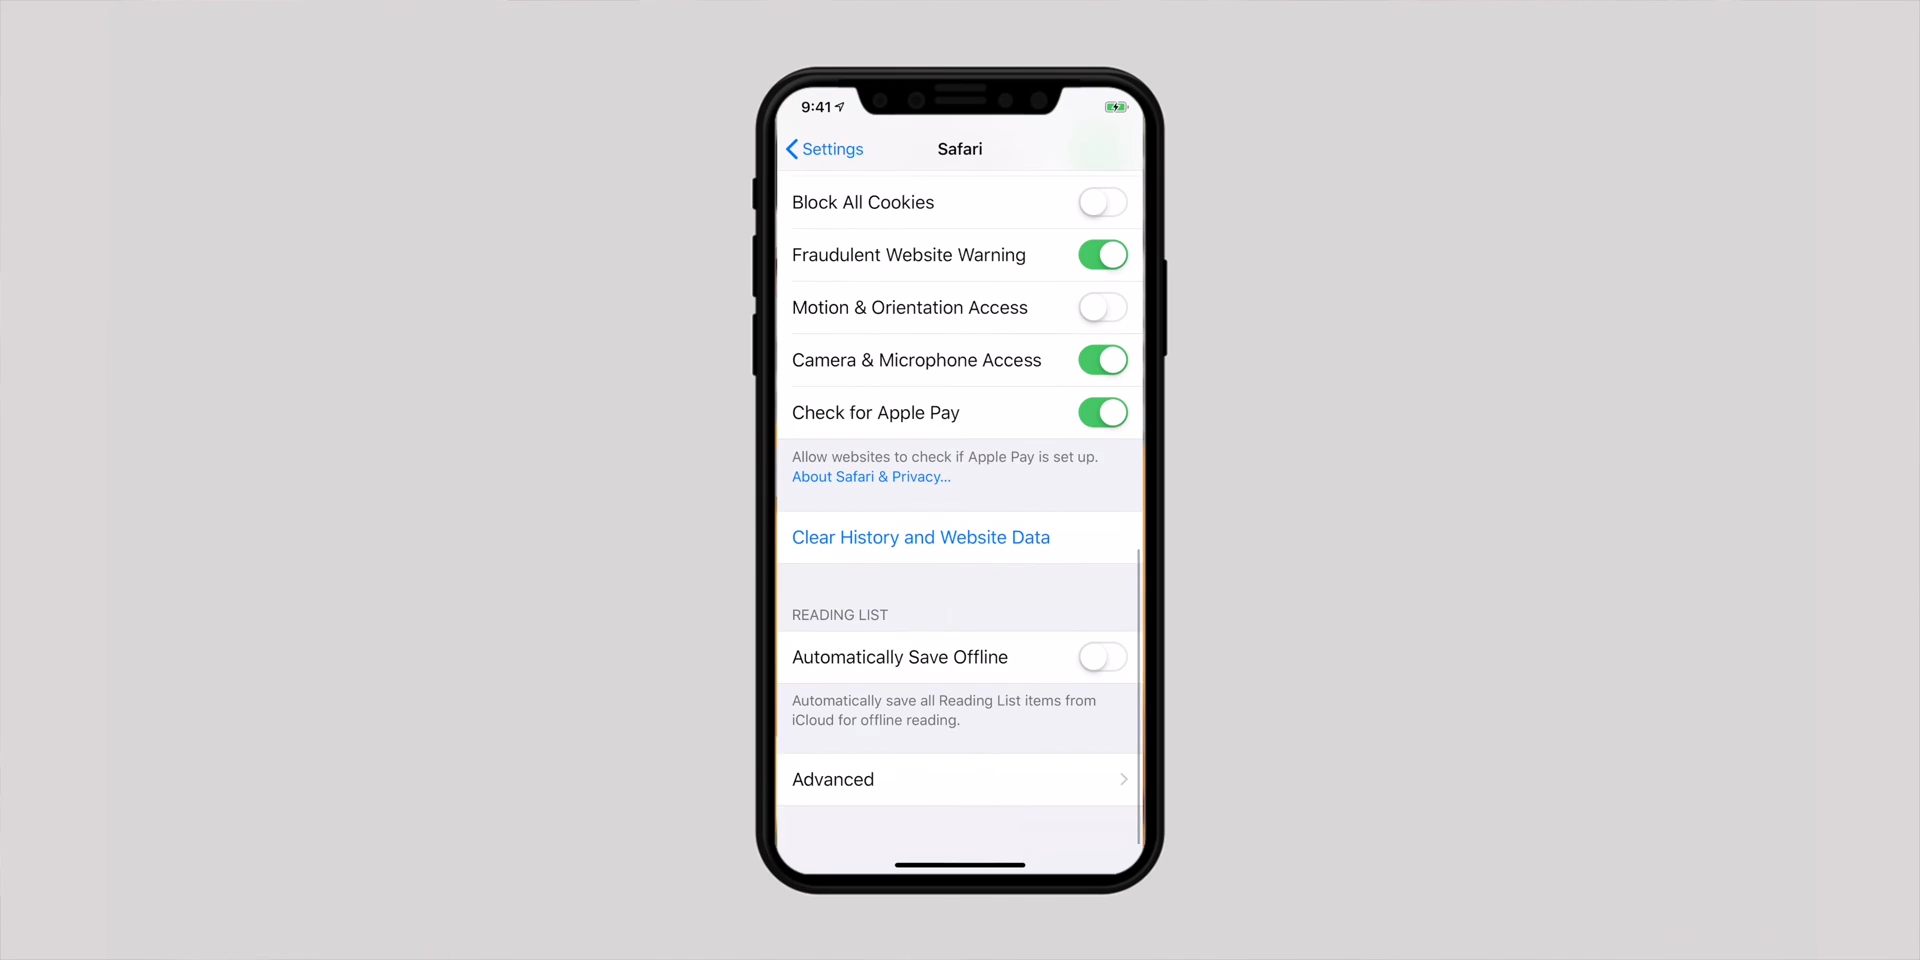 9:41
Settings
Safari
Block All Cookies
Fraudulent Website Warning
Motion & Orientation Access
Camera & Microphone Access
Check for Apple Pay
Allow websites to check if Apple Pay is set up.
About Safari & Privacy...
Clear History and Website Data
READING LIST
Automatically Save Offline
Automatically save all Reading List items from
iCloud for offline reading.
Advanced